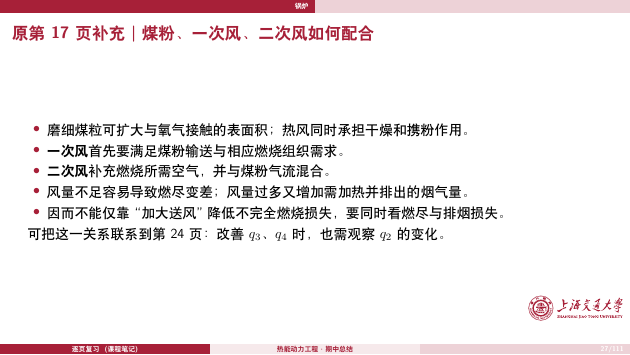 锅炉
原第 17 页补充 | 煤粉、一次风、二次风如何配合
• 磨细煤粒可扩大与氧气接触的表面积；热风同时承担干燥和携粉作用。
• 一次风首先要满足煤粉输送与相应燃烧组织需求。
• 二次风补充燃烧所需空气，并与煤粉气流混合。
• 风量不足容易导致燃尽变差；风量过多又增加需加热并排出的烟气量。
• 因而不能仅靠“加大送风”降低不完全燃烧损失，要同时看燃尽与排烟损失。
可把这一关系联系到第 24 页：改善 q₃、q₄ 时，也需观察 q₂ 的变化。
上海交通大学
SHANGHAI JIAO TONG UNIVERSITY
逐页复习（课程笔记）
热能动力工程 · 期中总结
27/111